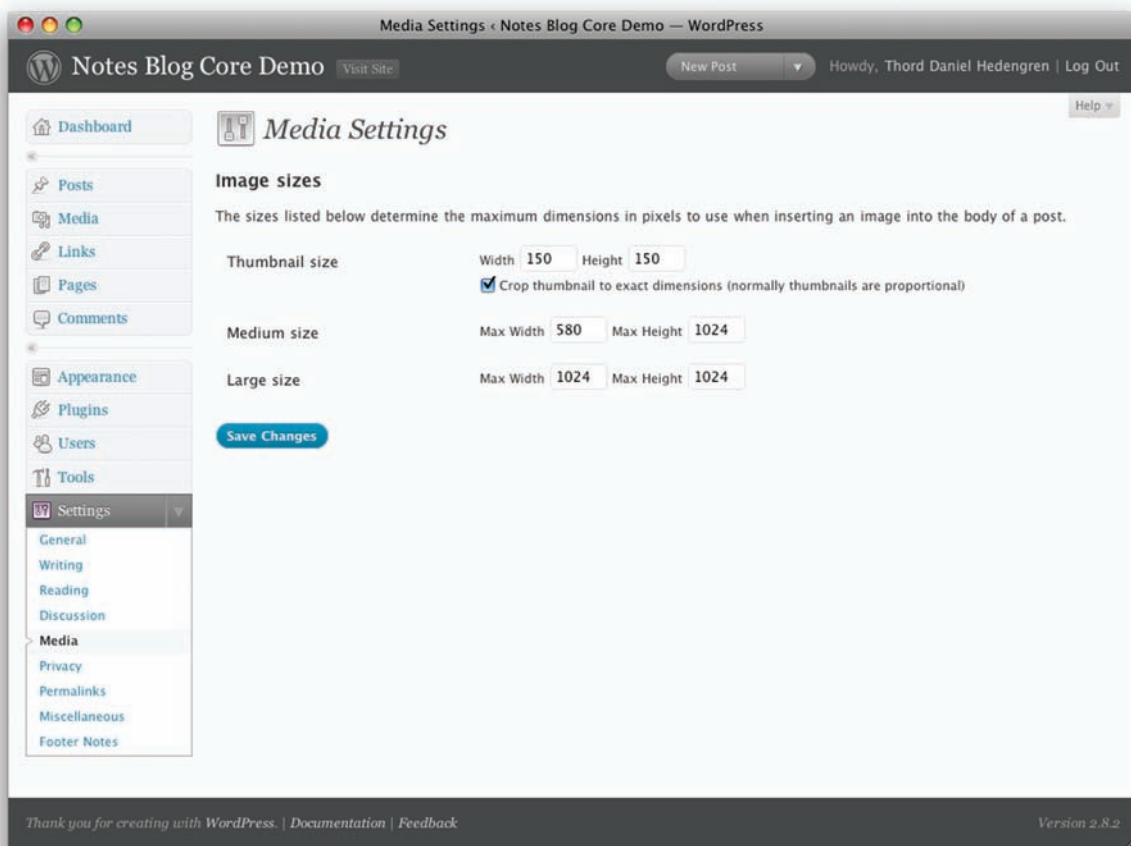 Media Settings ‹ Notes Blog Core Demo — WordPress
Notes Blog Core Demo Visit Site New Post Howdy, Thord Daniel Hedengren | Log Out
Help
Dashboard
Posts
Media
Links
Pages
Comments
Appearance
Plugins
Users
Tools
Settings
General
Writing
Reading
Discussion
Media
Privacy
Permalinks
Miscellaneous
Footer Notes
Media Settings
Image sizes
The sizes listed below determine the maximum dimensions in pixels to use when inserting an image into the body of a post.
Thumbnail size Width 150 Height 150
Crop thumbnail to exact dimensions (normally thumbnails are proportional)
Medium size Max Width 580 Max Height 1024
Large size Max Width 1024 Max Height 1024
Save Changes
Thank you for creating with WordPress. | Documentation | Feedback Version 2.8.2